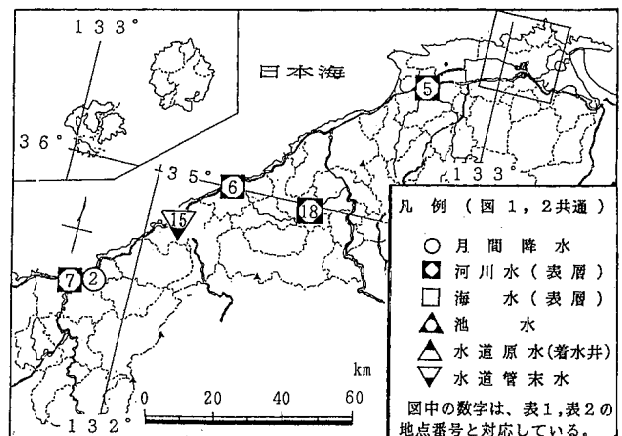 133°
日本海
36°
5
133°
35°
6
18
15
7
2
132°
km
0 20 40 60
凡 例 (図1,2共通)
月間降水
河川水(表層)
海水(表層)
池水
水道原水(着水井)
水道管末水
図中の数字は、表1,表2の
地点番号と対応している。